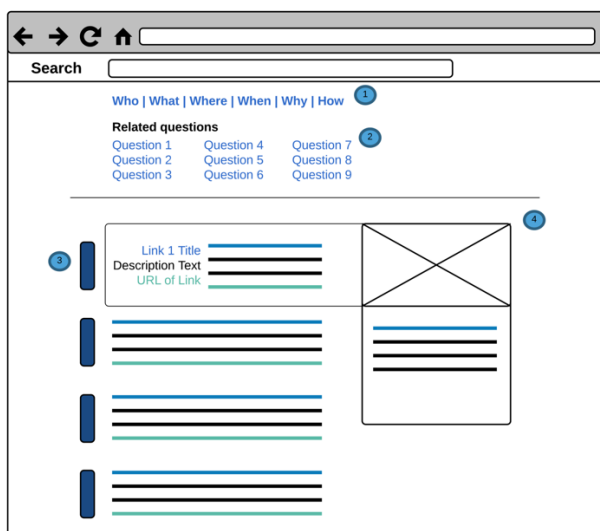 Search
Who | What | Where | When | Why | How 1
Related questions 2
Question 1 Question 4 Question 7
Question 2 Question 5 Question 8
Question 3 Question 6 Question 9
4
Link 1 Title
3 Description Text
URL of Link